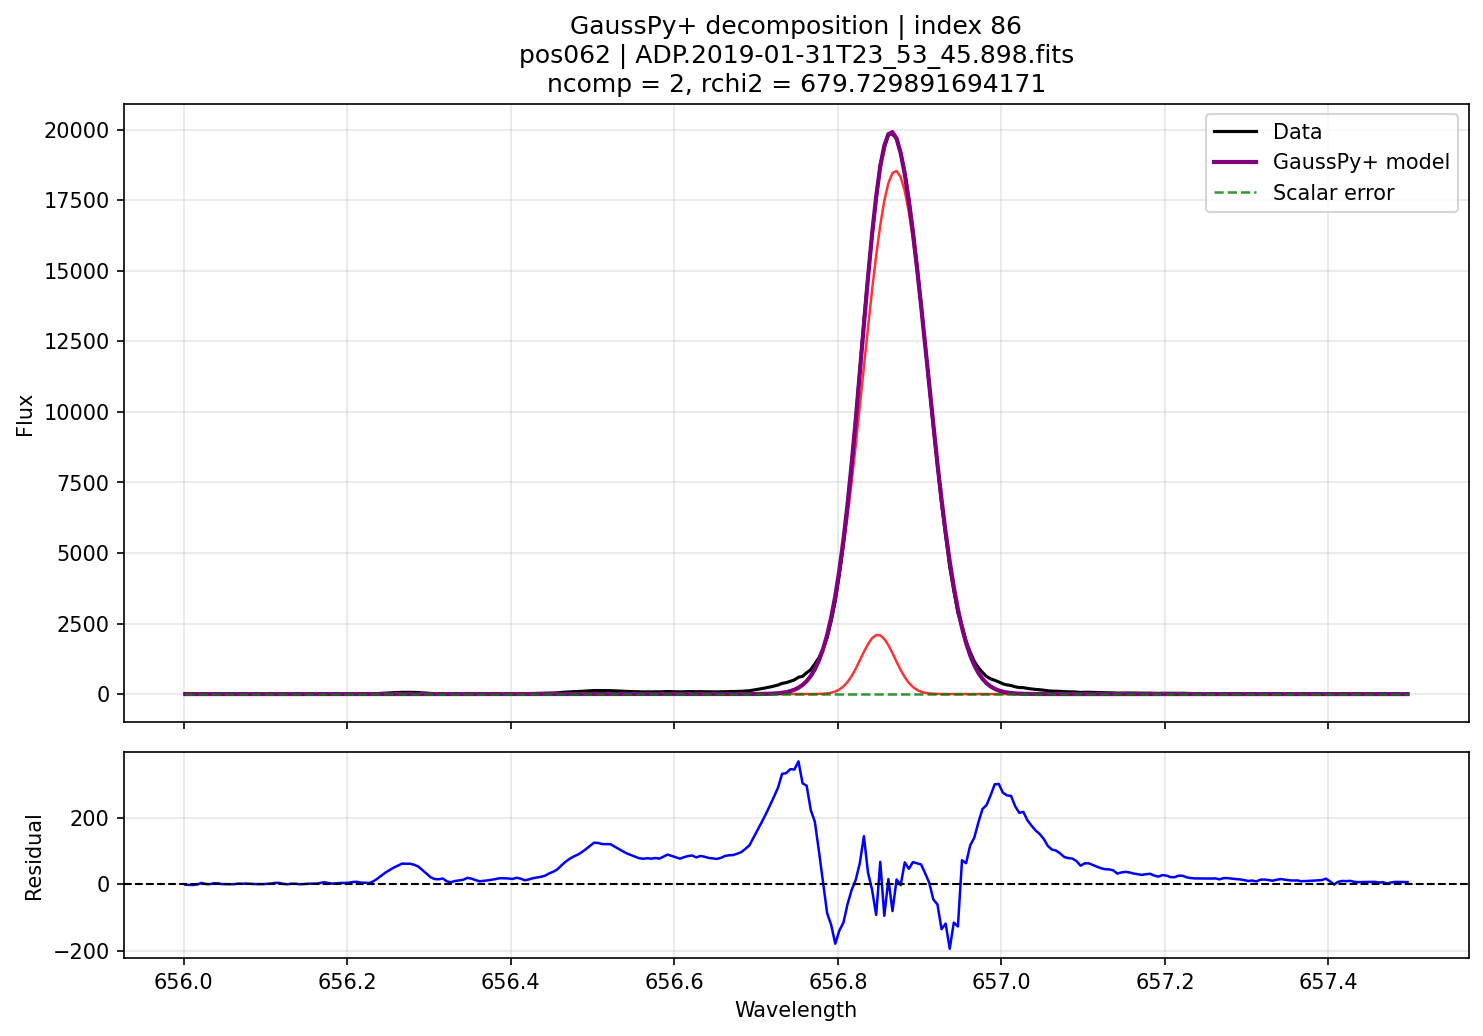 GaussPy+ decomposition | index 86
pos062 | ADP.2019-01-31T23_53_45.898.fits
ncomp = 2, rchi2 = 679.729891694171
Data
GaussPy+ model
Scalar error
20000
17500
15000
12500
10000
7500
5000
2500
0
Flux
200
0
−200
Residual
656.0
656.2
656.4
656.6
656.8
657.0
657.2
657.4
Wavelength